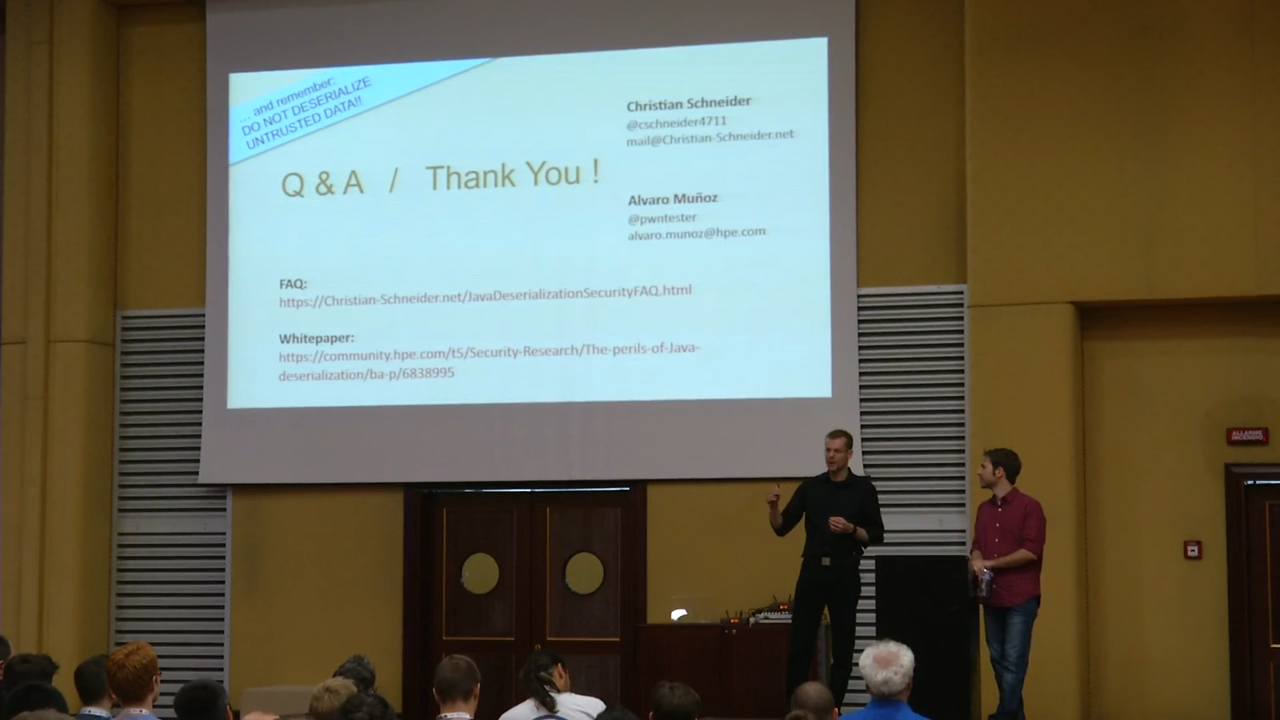 ... and remember:
DO NOT DESERIALIZE
UNTRUSTED DATA!!
Christian Schneider
@cschneider4711
mail@Christian-Schneider.net
Q & A / Thank You !
Alvaro Muñoz
@pwntester
alvaro.munoz@hpe.com
FAQ:
https://Christian-Schneider.net/JavaDeserializationSecurityFAQ.html
Whitepaper:
https://community.hpe.com/t5/Security-Research/The-perils-of-Java-
deserialization/ba-p/6838995
ALLARME
INCENDIO